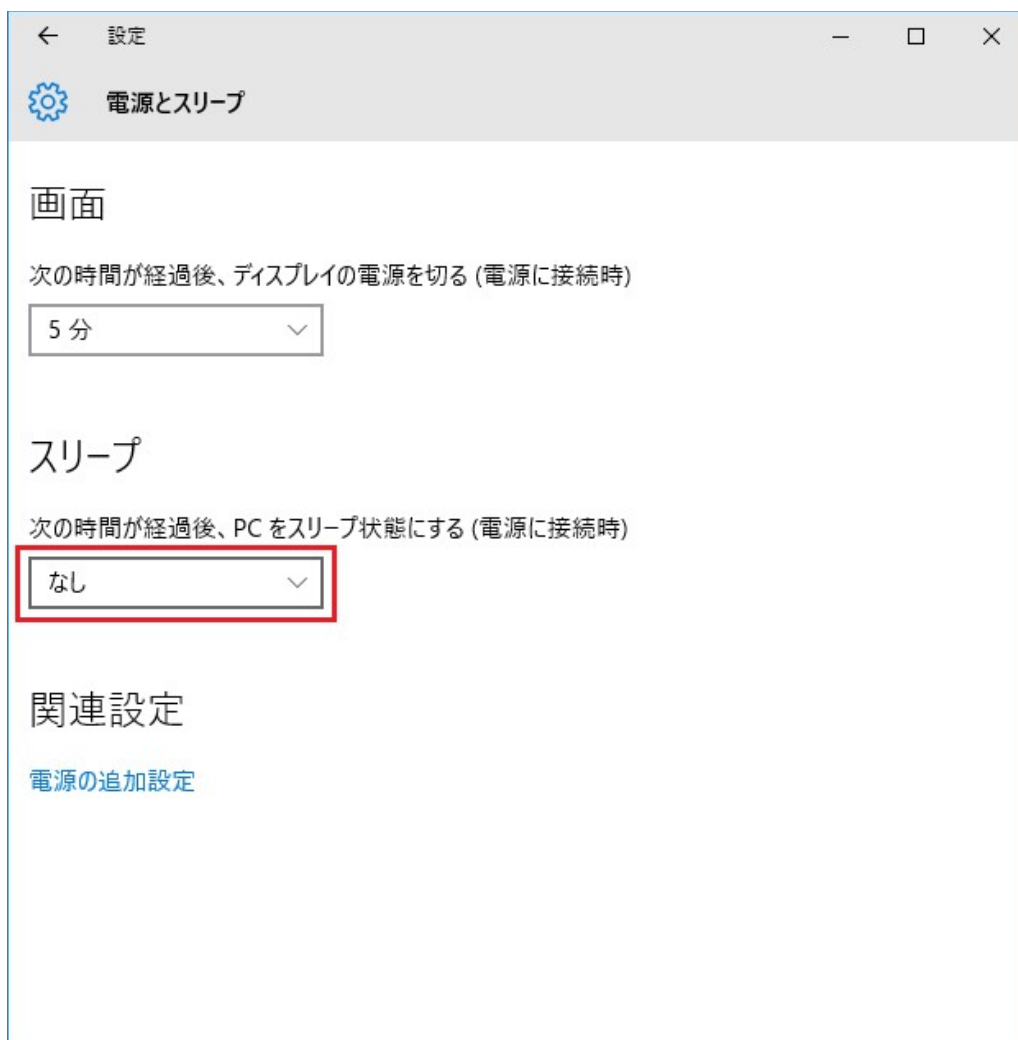 設定
電源とスリープ
画面
次の時間が経過後、ディスプレイの電源を切る (電源に接続時)
5 分
スリープ
次の時間が経過後、PC をスリープ状態にする (電源に接続時)
なし
関連設定
電源の追加設定